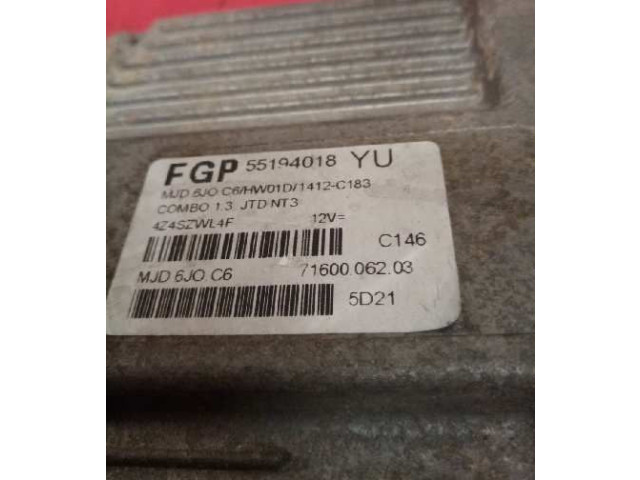 FGP 55194018 YU
MJD 6JO.C6/HW01D/1412-C183
COMBO 1.3 JTD NT3
4Z4SZWL4F 12V=
C146
MJD 6JO.C6 71600.062.03
5D21